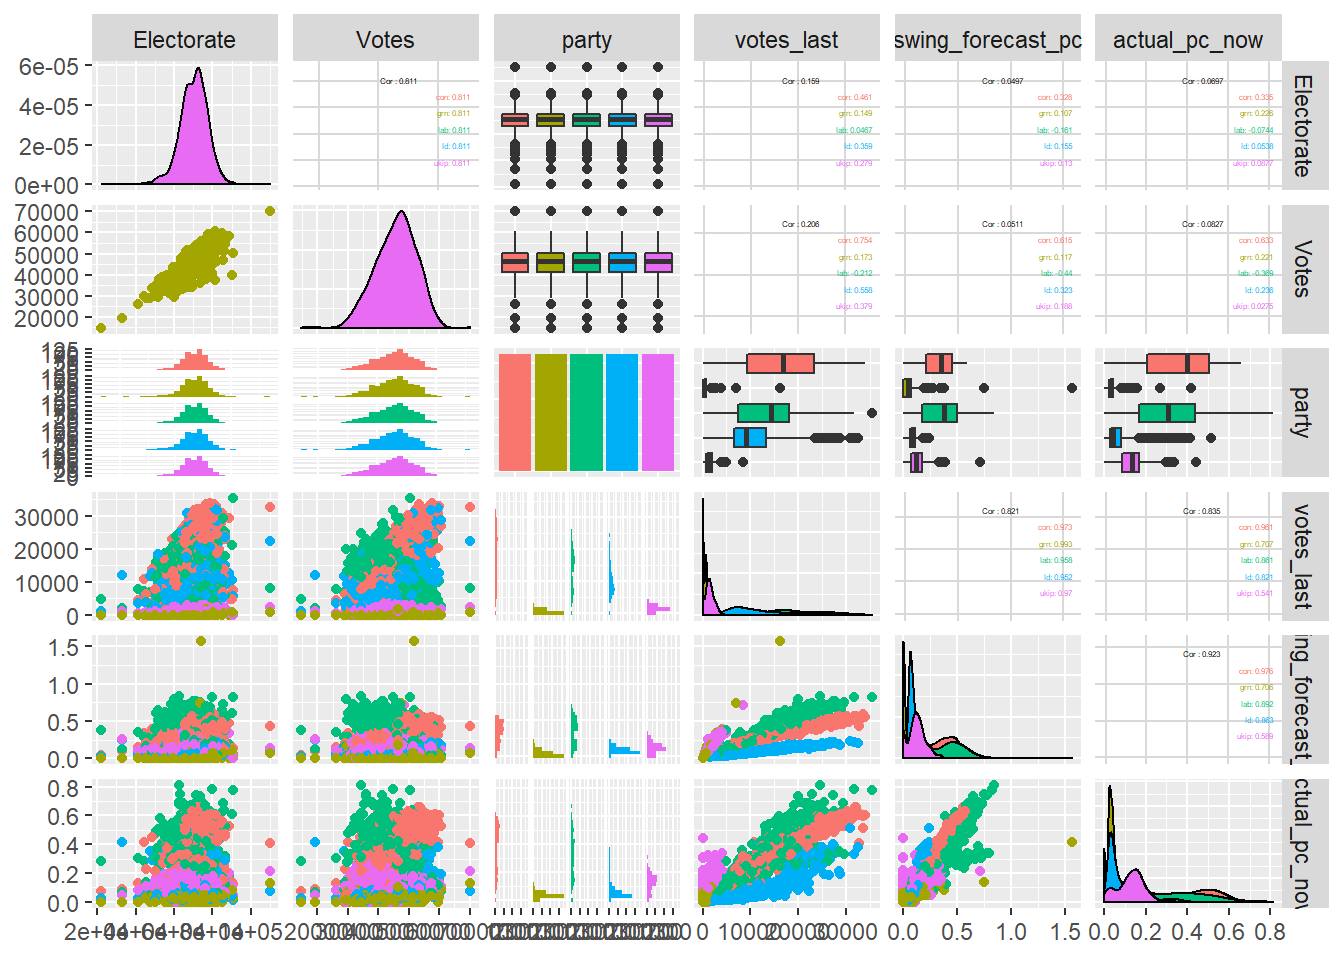 Electorate
Votes
party
votes_last
swing_forecast_pc
actual_pc_now
6e-05
4e-05
2e-05
0e+00
Cor : 0.811
con: 0.811
grn: 0.811
lab: 0.811
ld: 0.811
ukip: 0.811
Cor : 0.159
con: 0.461
grn: 0.149
lab: 0.0467
ld: 0.359
ukip: 0.279
Cor : 0.0497
con: 0.328
grn: 0.107
lab: -0.161
ld: 0.155
ukip: 0.13
Cor : 0.0697
con: 0.335
grn: 0.226
lab: -0.0744
ld: 0.0538
ukip: 0.0877
Electorate
70000
60000
50000
40000
30000
20000
Cor : 0.206
con: 0.754
grn: 0.173
lab: -0.212
ld: 0.558
ukip: 0.379
Cor : 0.0511
con: 0.615
grn: 0.117
lab: -0.44
ld: 0.323
ukip: 0.188
Cor : 0.0827
con: 0.633
grn: 0.221
lab: -0.369
ld: 0.236
ukip: 0.0275
Votes
party
30000
20000
10000
0
Cor : 0.821
con: 0.973
grn: 0.993
lab: 0.958
ld: 0.952
ukip: 0.97
Cor : 0.835
con: 0.961
grn: 0.707
lab: 0.861
ld: 0.821
ukip: 0.541
votes_last
1.5
1.0
0.5
0.0
Cor : 0.923
con: 0.976
grn: 0.706
lab: 0.892
ld: 0.863
ukip: 0.589
ing_forecast_
0.8
0.6
0.4
0.2
0.0
ctual_pc_nov
0 10000 20000 30000
0.0 0.5 1.0 1.5
0.0 0.2 0.4 0.6 0.8